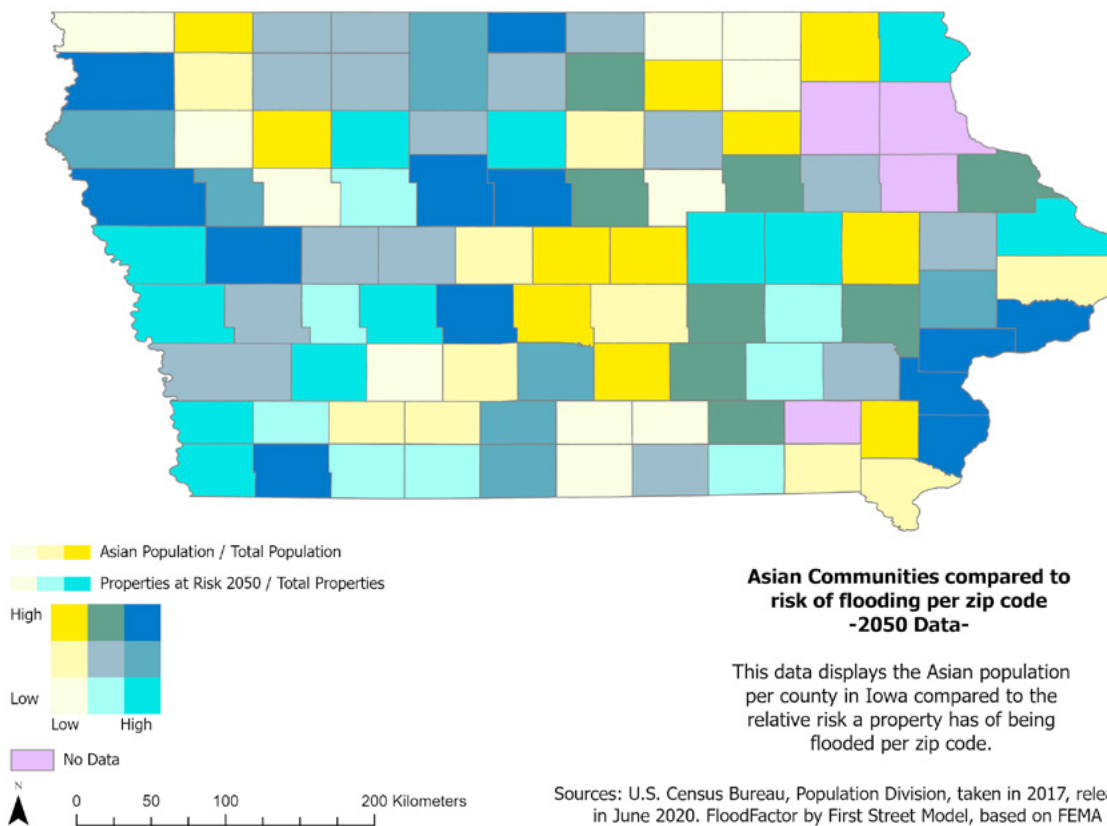 Asian Population / Total Population
Properties at Risk 2050 / Total Properties
High
Low
Low High
No Data
N
0 50 100 200 Kilometers
Asian Communities compared to
risk of flooding per zip code
-2050 Data-
This data displays the Asian population
per county in Iowa compared to the
relative risk a property has of being
flooded per zip code.
Sources: U.S. Census Bureau, Population Division, taken in 2017, relea
in June 2020. FloodFactor by First Street Model, based on FEMA